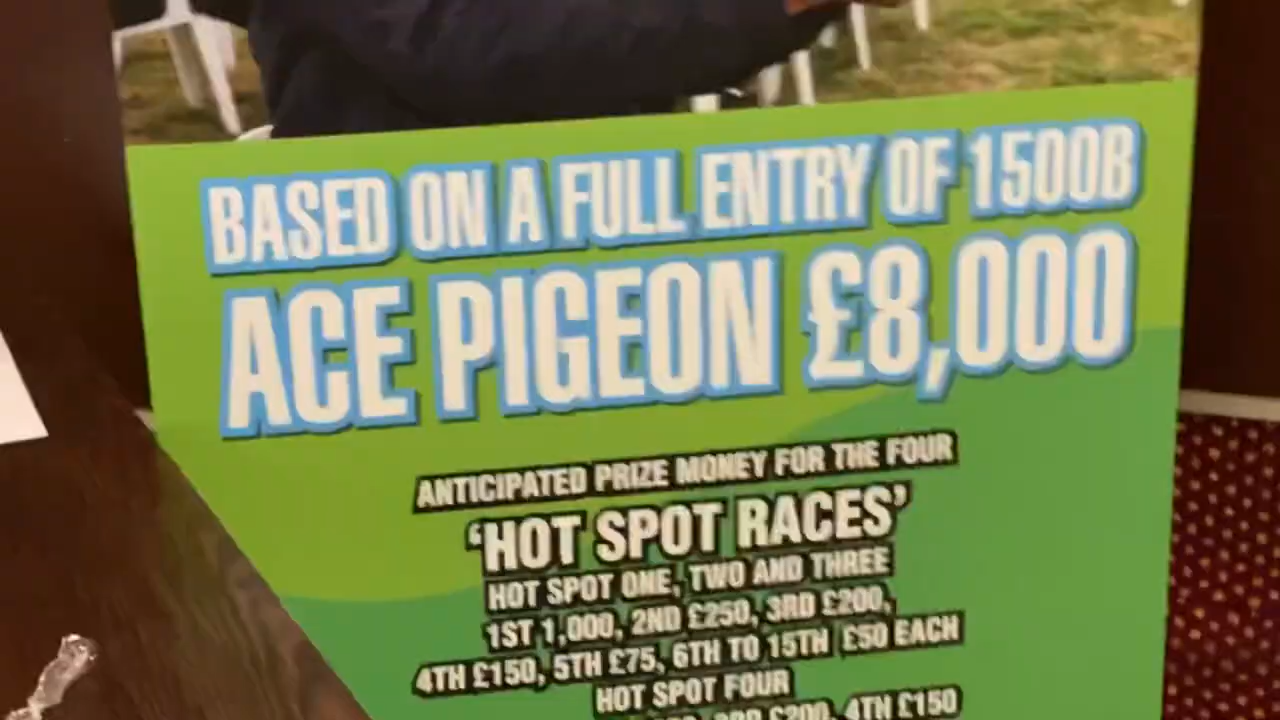 BASED ON A FULL ENTRY OF 1500B
ACE PIGEON £8,000
ANTICIPATED PRIZE MONEY FOR THE FOUR
‘HOT SPOT RACES’
HOT SPOT ONE, TWO AND THREE
1ST 1,000, 2ND £250, 3RD £200,
4TH £150, 5TH £75, 6TH TO 15TH £50 EACH
HOT SPOT FOUR
3RD £200, 4TH £150